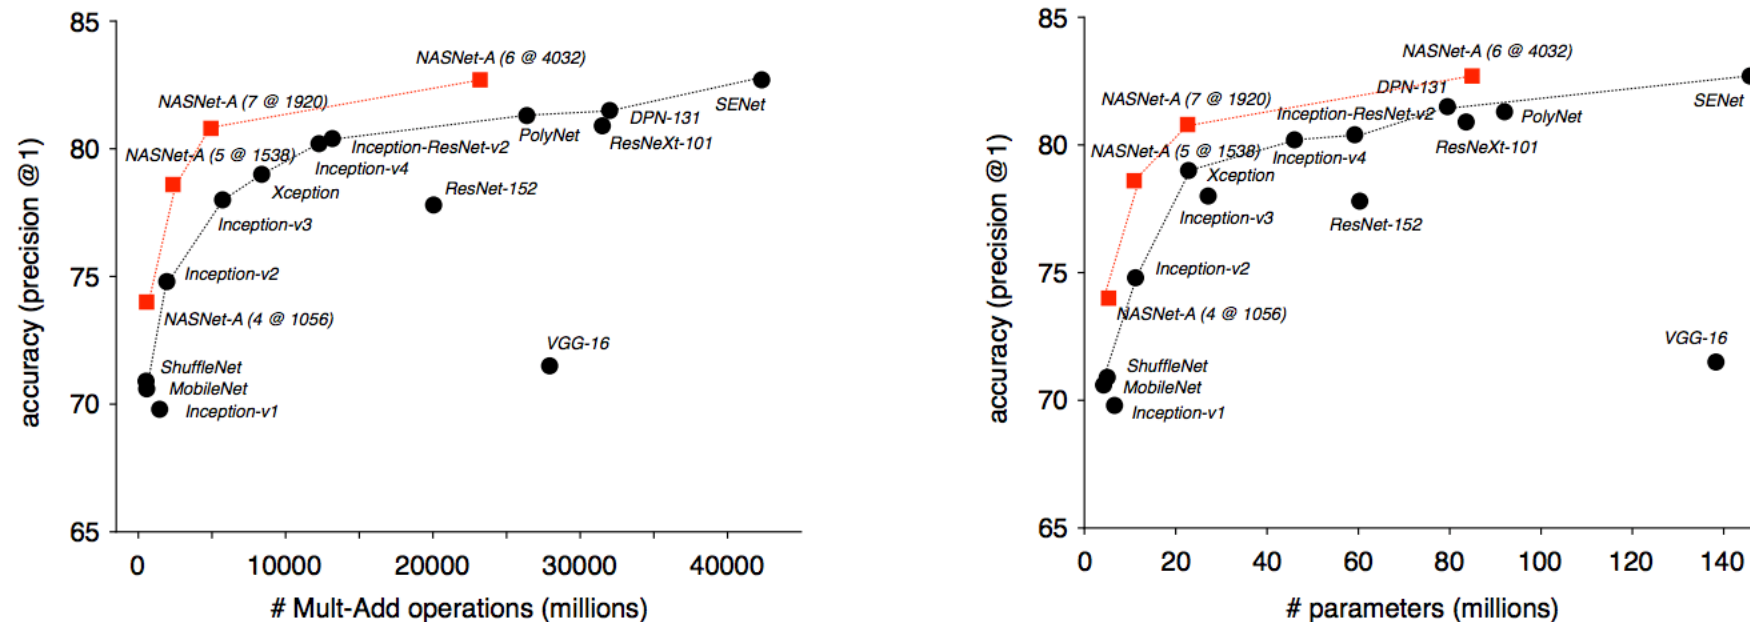 85
NASNet-A (6 @ 4032)
NASNet-A (7 @ 1920)
SENet
DPN-131
PolyNet
80
NASNet-A (5 @ 1538)
Inception-ResNet-v2
ResNeXt-101
Inception-v4
Xception
ResNet-152
Inception-v3
75
Inception-v2
NASNet-A (4 @ 1056)
VGG-16
ShuffleNet
MobileNet
70
Inception-v1
65
0
10000
20000
30000
40000
accuracy (precision @1)
# Mult-Add operations (millions)
85
NASNet-A (6 @ 4032)
DPN-131
NASNet-A (7 @ 1920)
SENet
Inception-ResNet-v2
PolyNet
80
NASNet-A (5 @ 1538)
Inception-v4
ResNeXt-101
Xception
Inception-v3
ResNet-152
75
Inception-v2
NASNet-A (4 @ 1056)
VGG-16
ShuffleNet
MobileNet
70
Inception-v1
65
0
20
40
60
80
100
120
140
accuracy (precision @1)
# parameters (millions)